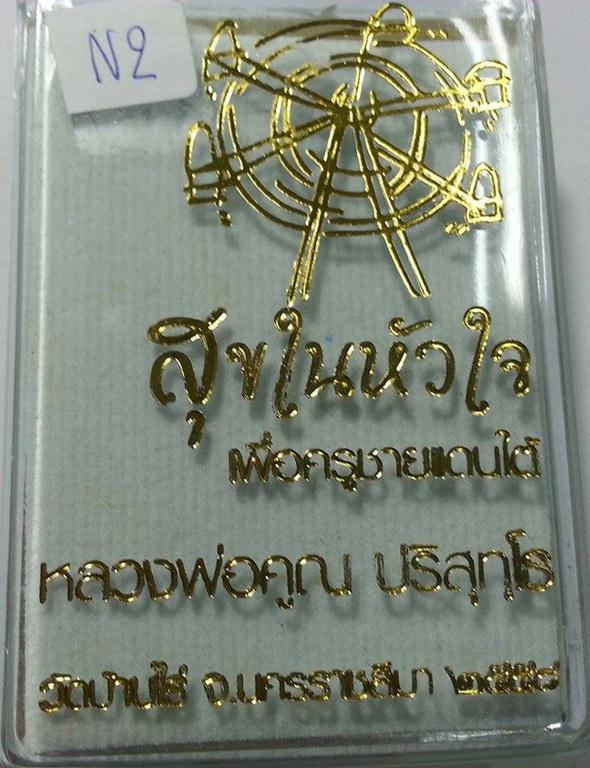 N2
สุขในหัวใจ
เพื่อครูชายแดนใต้
หลวงพ่อคูณ ปริสุทฺโธ
วัดบ้านไร่ จ.นครราชสีมา ๒๕๕๘